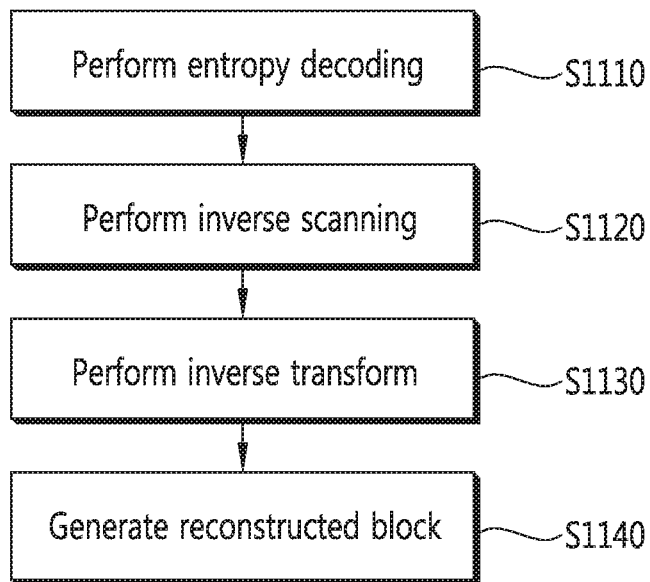 Perform entropy decoding
S1110
Perform inverse scanning
S1120
Perform inverse transform
S1130
Generate reconstructed block
S1140